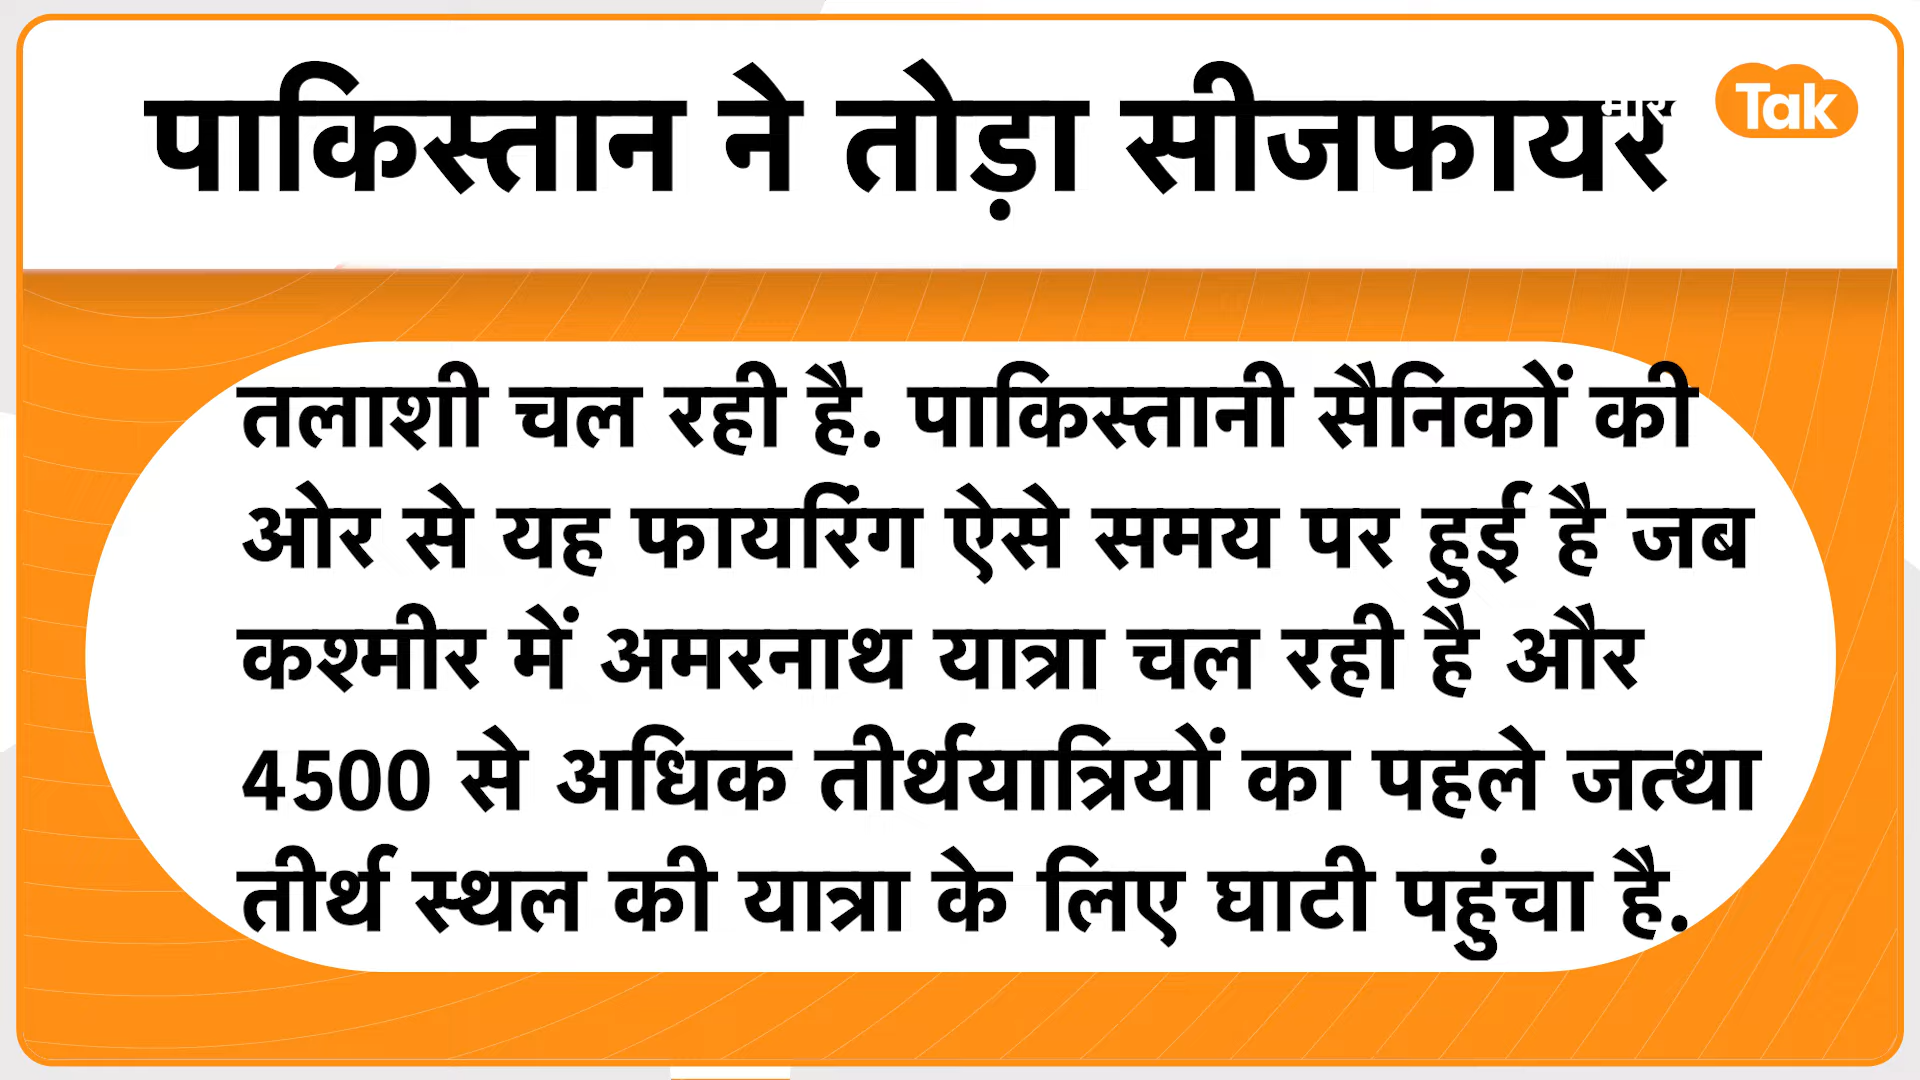 पाकिस्तान ने तोड़ा सीजफायर
Tak
तलाशी चल रही है. पाकिस्तानी सैनिकों की
ओर से यह फायरिंग ऐसे समय पर हुई है जब
कश्मीर में अमरनाथ यात्रा चल रही है और
4500 से अधिक तीर्थयात्रियों का पहले जत्था
तीर्थ स्थल की यात्रा के लिए घाटी पहुंचा है.